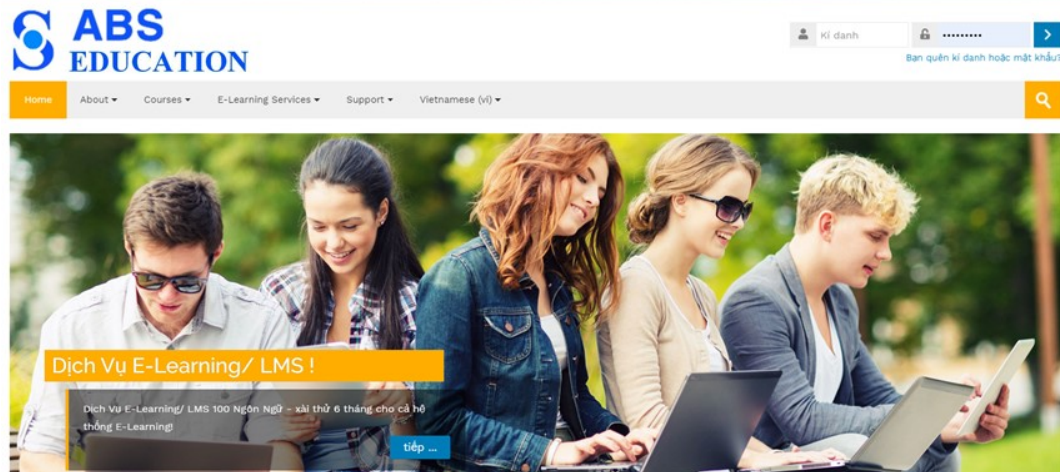 ABS
EDUCATION
Kí danh
Bạn quên kí danh hoặc mật khẩu?
Home About Courses E-Learning Services Support Vietnamese (vi)
Dịch Vụ E-Learning/ LMS !
Dịch Vụ E-Learning/ LMS 100 Ngôn Ngữ - xài thử 6 tháng cho cả hệ
thống E-Learning!
tiếp ...